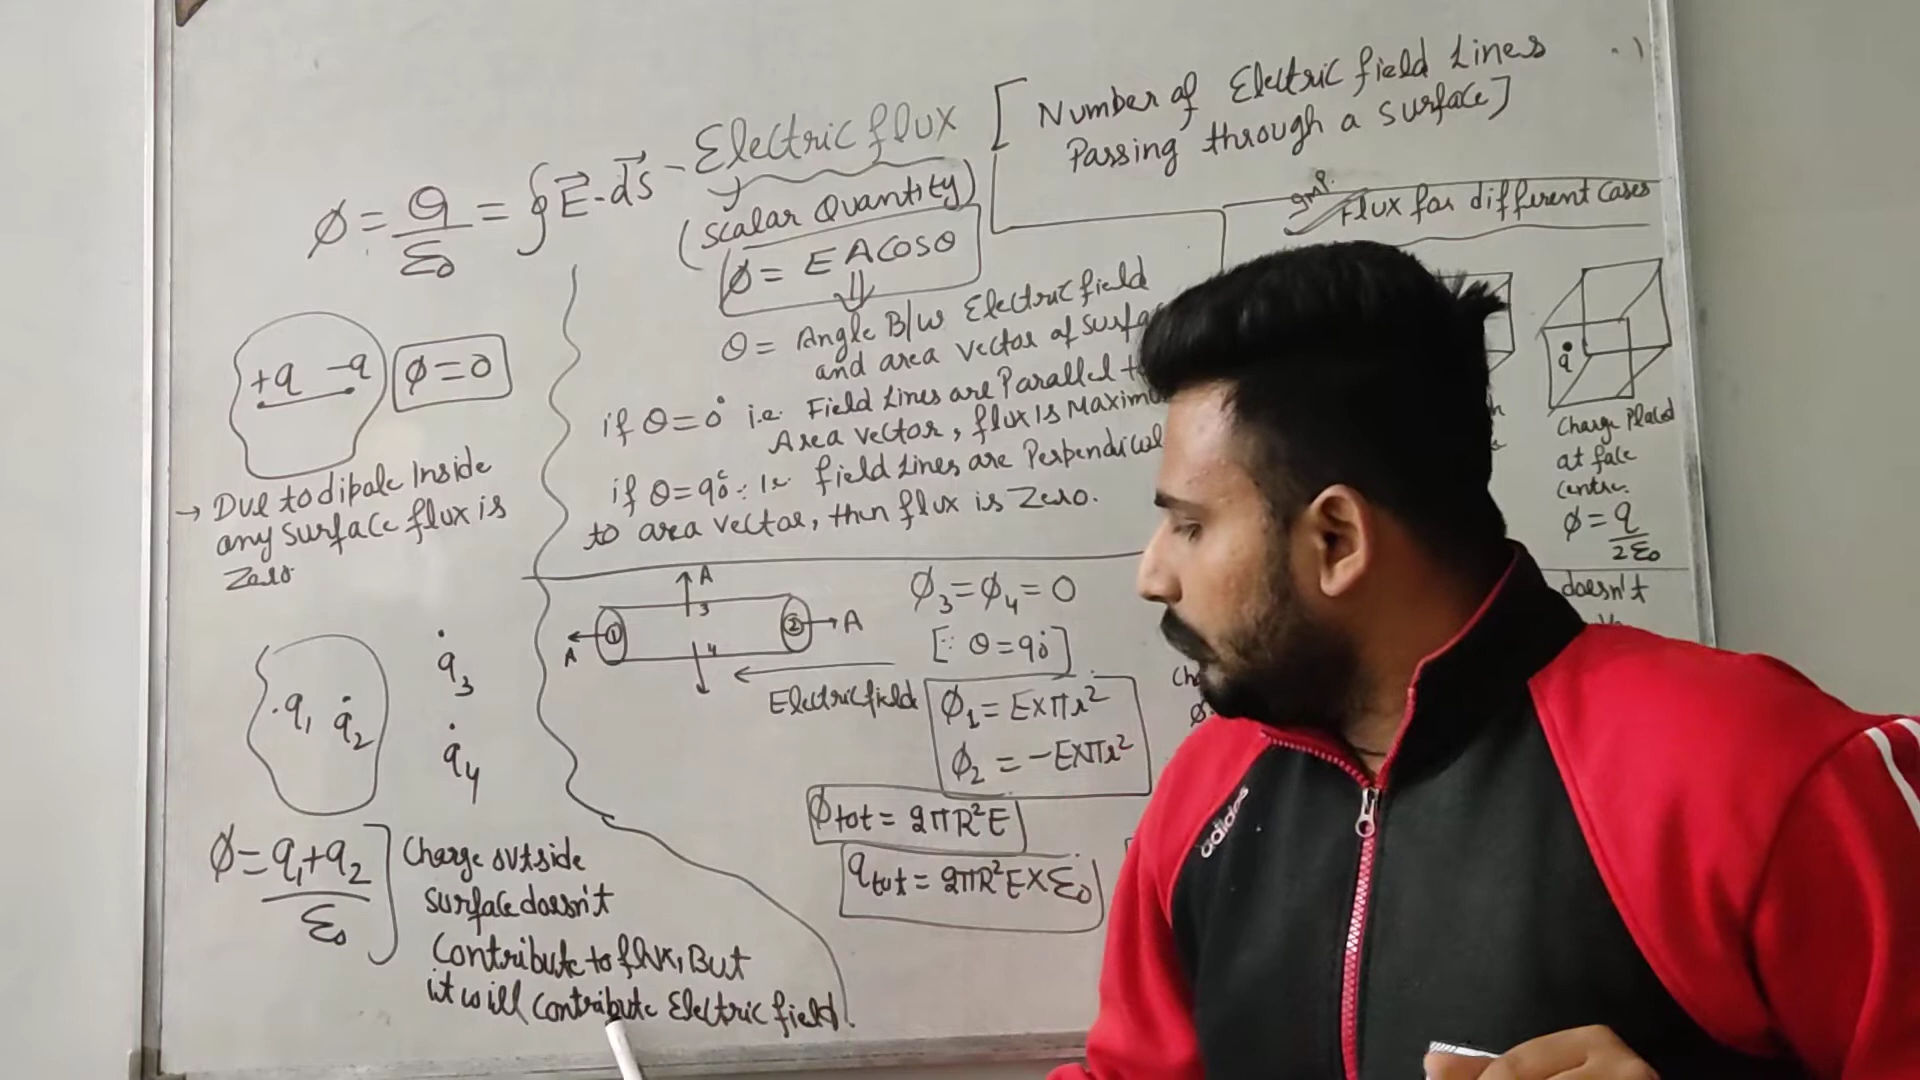 Electric flux
[Number of Electric field Lines
Passing through a surface]
ϕ = Q/ε₀ = ∮ E⃗ . ds⃗ -
(Scalar Quantity)
ϕ = EA cosθ
θ = Angle B/w Electric field
and area vector of
if θ = 0° i.e. Field Lines are Parallel
Area vector, flux is
if θ = 90° : i.e. field Lines are
to area vector, then flux is Zero.
+q -q
ϕ = 0
→ Due to dipole Inside
any surface flux is
Zero
.q₁ q₂
q₃
q₄
ϕ = q₁+q₂/ε₀ ]
Charge outside
surface doesn't
Contribute to flux, But
it will contribute Electric field.
A
3
A ① ② A
4
Electric field
ϕ₃ = ϕ₄ = 0
[∵ θ = 90°]
ϕ₁ = E×πr²
ϕ₂ = -E×πr²
ϕtot = 2πR²E
qtot = 2πR²E×ε₀
Imp.
Flux for different Cases
q
Charge Placed
at face
centre.
ϕ = q/2ε₀
doesn't
adidas